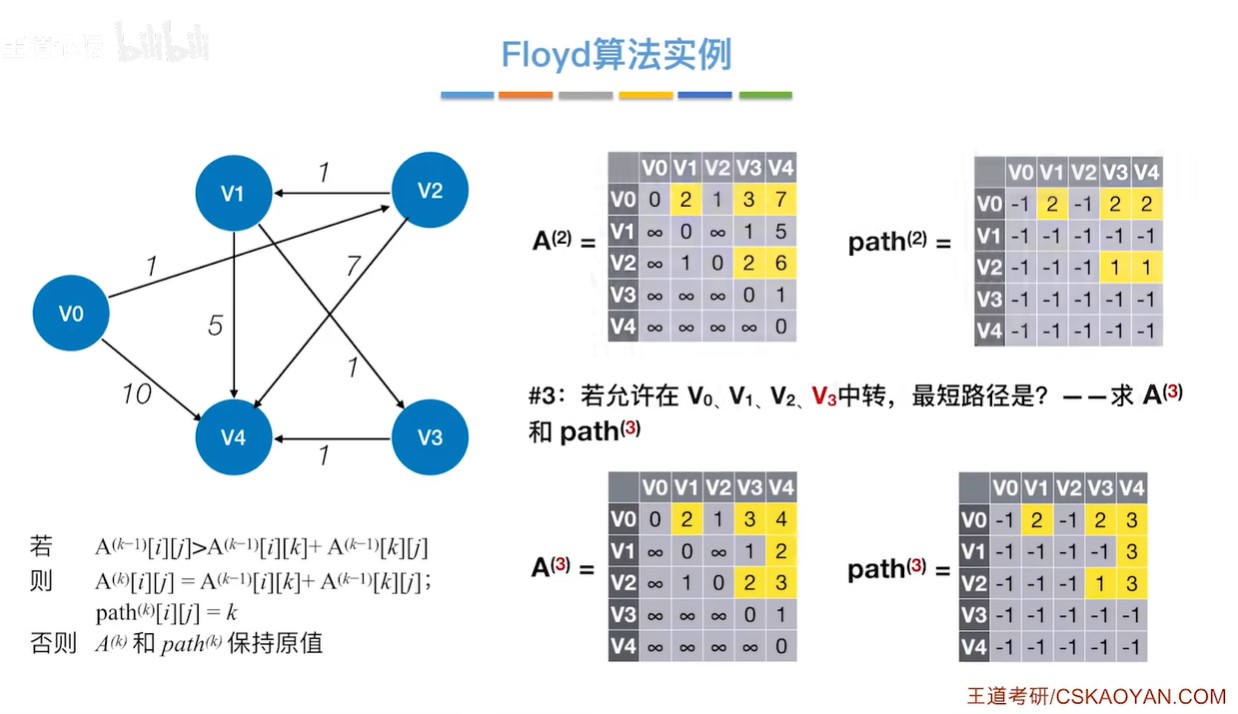 bilibili
Floyd算法实例
V1
V2
V0
V4
V3
1
1
7
5
1
10
1
A(2) =
V0 V1 V2 V3 V4
V0 0 2 1 3 7
V1 ∞ 0 ∞ 1 5
V2 ∞ 1 0 2 6
V3 ∞ ∞ ∞ 0 1
V4 ∞ ∞ ∞ ∞ 0
path(2) =
V0 V1 V2 V3 V4
V0 -1 2 -1 2 2
V1 -1 -1 -1 -1 -1
V2 -1 -1 -1 1 1
V3 -1 -1 -1 -1 -1
V4 -1 -1 -1 -1 -1
#3：若允许在 V0、V1、V2、V3中转，最短路径是？——求 A(3)
和 path(3)
A(3) =
V0 V1 V2 V3 V4
V0 0 2 1 3 4
V1 ∞ 0 ∞ 1 2
V2 ∞ 1 0 2 3
V3 ∞ ∞ ∞ 0 1
V4 ∞ ∞ ∞ ∞ 0
path(3) =
V0 V1 V2 V3 V4
V0 -1 2 -1 2 3
V1 -1 -1 -1 -1 3
V2 -1 -1 -1 1 3
V3 -1 -1 -1 -1 -1
V4 -1 -1 -1 -1 -1
若 A(k−1)[i][j]>A(k−1)[i][k]+ A(k−1)[k][j]
则 A(k)[i][j] = A(k−1)[i][k]+ A(k−1)[k][j]；
path(k)[i][j] = k
否则 A(k) 和 path(k) 保持原值
王道考研/CSKAOYAN.COM